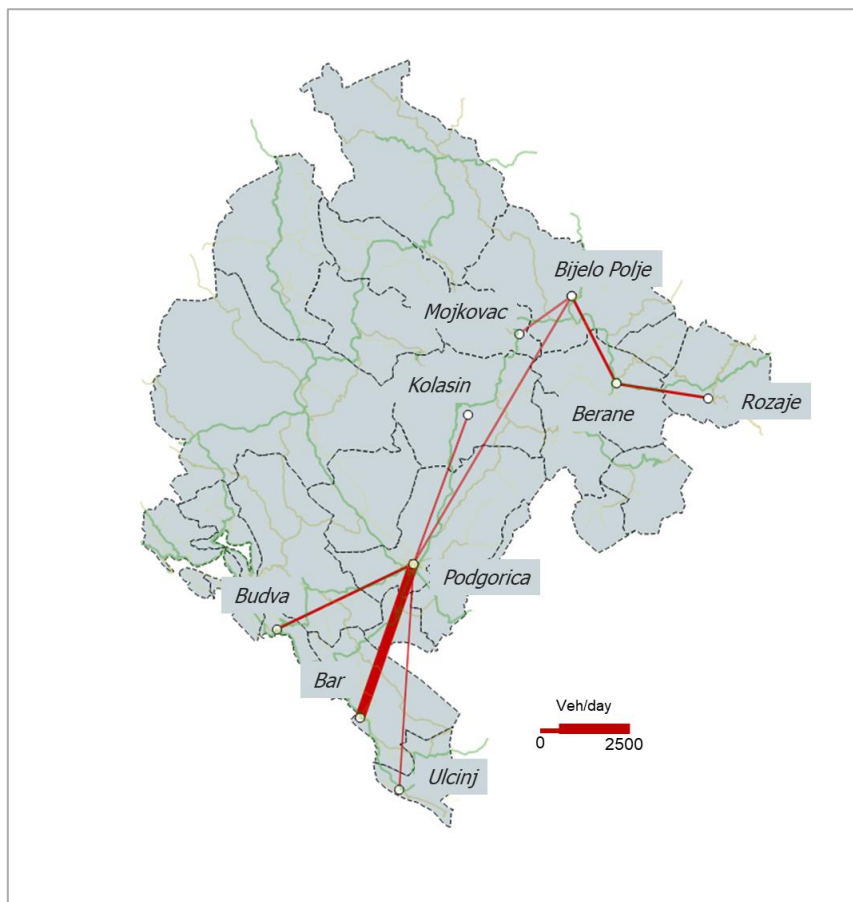 Bijelo Polje
Mojkovac
Kolasin
Rozaje
Berane
Podgorica
Budva
Bar
Veh/day
0 2500
Ulcinj